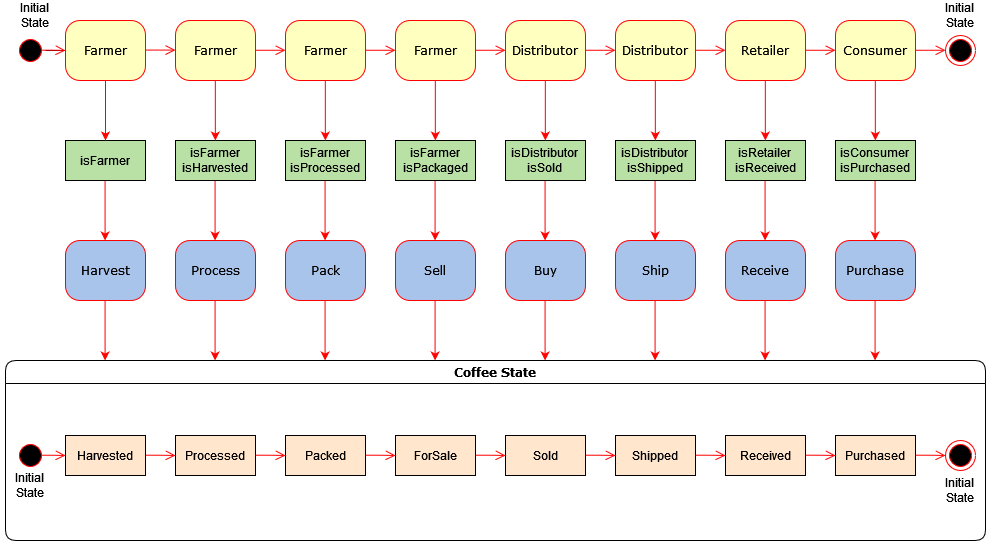 Initial
State
Initial
State
Farmer
Farmer
Farmer
Farmer
Distributor
Distributor
Retailer
Consumer
isFarmer
isFarmer
isHarvested
isFarmer
isProcessed
isFarmer
isPackaged
isDistributor
isSold
isDistributor
isShipped
isRetailer
isReceived
isConsumer
isPurchased
Harvest
Process
Pack
Sell
Buy
Ship
Receive
Purchase
Coffee State
Harvested
Processed
Packed
ForSale
Sold
Shipped
Received
Purchased
Initial
State
Initial
State